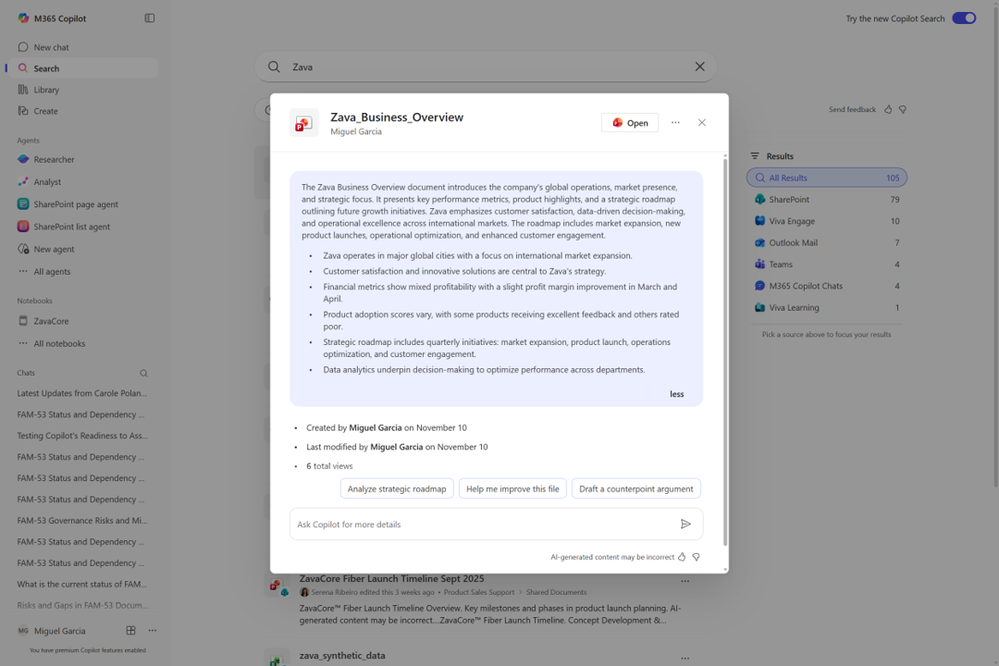 M365 Copilot
Try the new Copilot Search
New chat
Search
Library
Create
Agents
Researcher
Analyst
SharePoint page agent
SharePoint list agent
New agent
All agents
Notebooks
ZavaCore
All notebooks
Chats
Latest Updates from Carole Polan...
FAM-53 Status and Dependency ...
Testing Copilot's Readiness to Ass...
FAM-53 Status and Dependency ...
FAM-53 Status and Dependency ...
FAM-53 Status and Dependency ...
FAM-53 Governance Risks and Mi...
FAM-53 Status and Dependency ...
FAM-53 Status and Dependency ...
What is the current status of FAM...
Risks and Gaps in FAM-53 Docum...
MG Miguel Garcia
You have premium Copilot features enabled
Zava
Zava_Business_Overview
Miguel Garcia
Open
The Zava Business Overview document introduces the company's global operations, market presence,
and strategic focus. It presents key performance metrics, product highlights, and a strategic roadmap
outlining future growth initiatives. Zava emphasizes customer satisfaction, data-driven decision-making,
and operational excellence across international markets. The roadmap includes market expansion, new
product launches, operational optimization, and enhanced customer engagement.
• Zava operates in major global cities with a focus on international market expansion.
• Customer satisfaction and innovative solutions are central to Zava's strategy.
• Financial metrics show mixed profitability with a slight profit margin improvement in March and
April.
• Product adoption scores vary, with some products receiving excellent feedback and others rated
poor.
• Strategic roadmap includes quarterly initiatives: market expansion, product launch, operations
optimization, and customer engagement.
• Data analytics underpin decision-making to optimize performance across departments.
less
• Created by Miguel Garcia on November 10
• Last modified by Miguel Garcia on November 10
• 6 total views
Analyze strategic roadmap
Help me improve this file
Draft a counterpoint argument
Ask Copilot for more details
AI-generated content may be incorrect
ZavaCore Fiber Launch Timeline Sept 2025
Serena Ribeiro edited this 3 weeks ago • Product Sales Support > Shared Documents
ZavaCore™ Fiber Launch Timeline Overview. Key milestones and phases in product launch planning. AI-
generated content may be incorrect...ZavaCore™ Fiber Launch Timeline. Concept Development &...
zava_synthetic_data
Send feedback
Results
All Results 105
SharePoint 79
Viva Engage 10
Outlook Mail 7
Teams 4
M365 Copilot Chats 4
Viva Learning 1
Pick a source above to focus your results